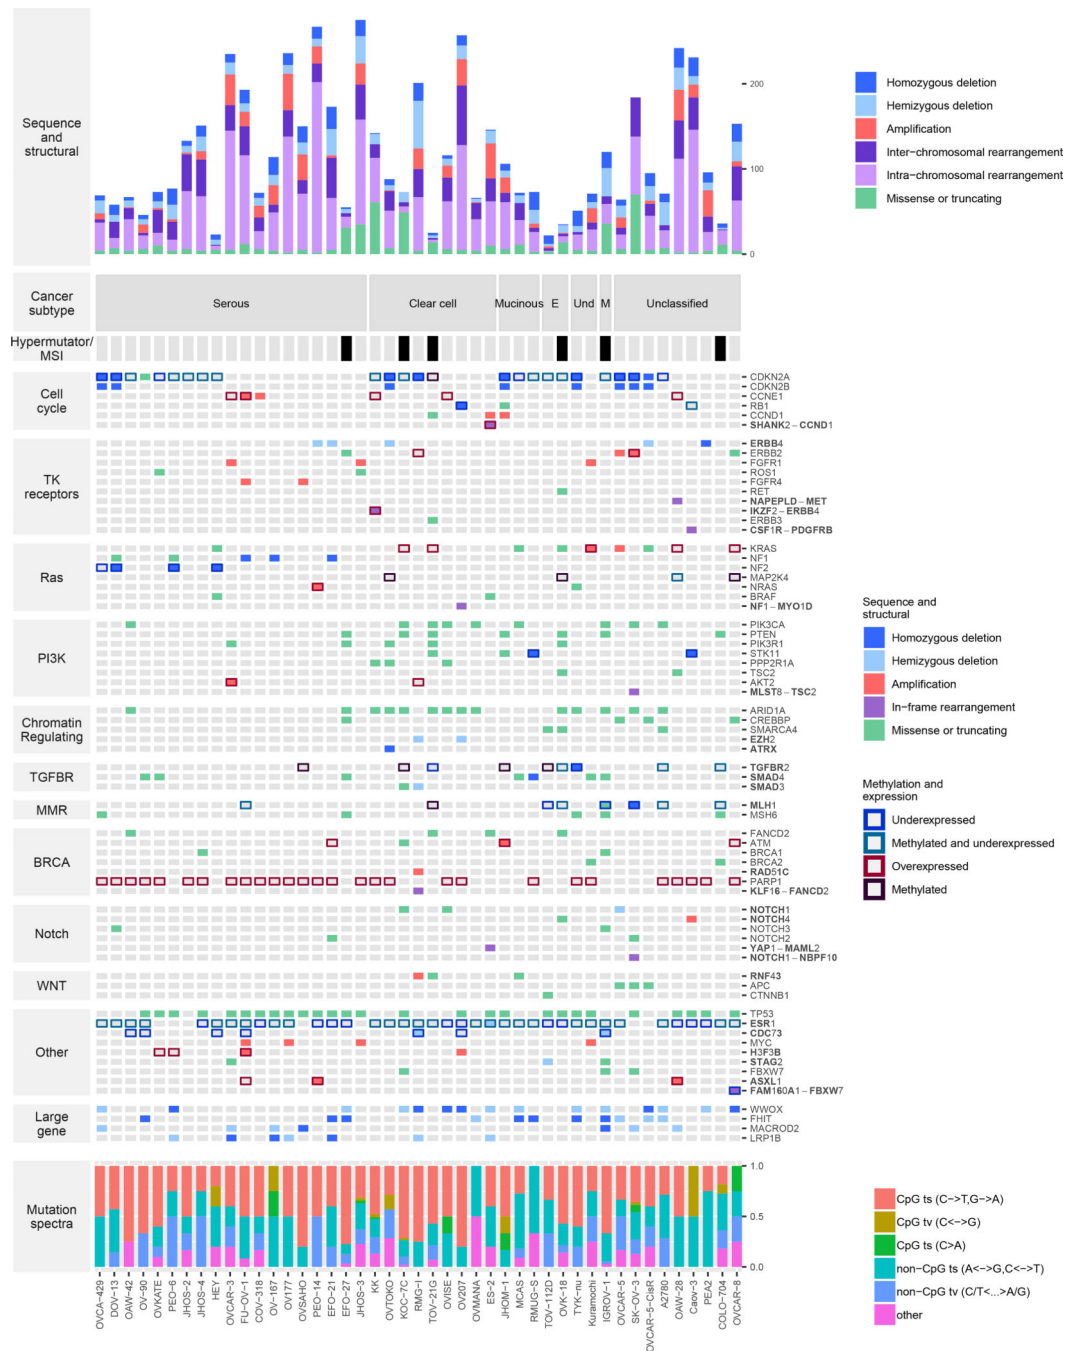 Sequence
and
structural
200
100
0
Homozygous deletion
Hemizygous deletion
Amplification
Inter−chromosomal rearrangement
Intra−chromosomal rearrangement
Missense or truncating
Cancer
subtype
Serous
Clear cell
Mucinous
E
Und
M
Unclassified
Hypermutator/
MSI
Cell
cycle
CDKN2A
CDKN2B
CCNE1
RB1
CCND1
SHANK2−CCND1
TK
receptors
ERBB4
ERBB2
FGFR1
ROS1
FGFR4
RET
NAPEPLD−MET
IKZF2−ERBB4
ERBB3
CSF1R−PDGFRB
Ras
KRAS
NF1
NF2
MAP2K4
NRAS
BRAF
NF1−MYO1D
PI3K
PIK3CA
PTEN
PIK3R1
STK11
PPP2R1A
TSC2
AKT2
MLST8−TSC2
Chromatin
Regulating
ARID1A
CREBBP
SMARCA4
EZH2
ATRX
TGFBR
TGFBR2
SMAD4
SMAD3
MMR
MLH1
MSH6
BRCA
FANCD2
ATM
BRCA1
BRCA2
RAD51C
PARP1
KLF16−FANCD2
Notch
NOTCH1
NOTCH4
NOTCH3
NOTCH2
YAP1−MAML2
NOTCH1−NBPF10
WNT
RNF43
APC
CTNNB1
Other
TP53
ESR1
CDC73
MYC
H3F3B
STAG2
FBXW7
ASXL1
FAM160A1−FBXW7
Large
gene
WWOX
FHIT
MACROD2
LRP1B
Sequence and
structural
Homozygous deletion
Hemizygous deletion
Amplification
In−frame rearrangement
Missense or truncating
Methylation and
expression
Underexpressed
Methylated and underexpressed
Overexpressed
Methylated
Mutation
spectra
1.0
0.5
0.0
CpG ts (C−>T,G−>A)
CpG tv (C<−>G)
CpG ts (C>A)
non−CpG ts (A<−>G,C<−>T)
non−CpG tv (C/T<...>A/G)
other
OVCA−429
DOV−13
OAW−42
OV−90
OVKATE
PEO−6
JHOS−2
JHOS−4
HEY
OVCAR−3
FU−OV−1
COV−318
OV−167
OV177
OVSAHO
PEO−14
EFO−21
EFO−27
JHOS−3
KK
OVTOKO
KOC−7C
RMG−I
TOV−21G
OVISE
OV207
OVMANA
ES−2
JHOM−1
MCAS
RMUG−S
TOV−112D
OVK−18
TYK−nu
Kuramochi
IGROV−1
OVCAR−5
SK−OV−3
OVCAR−5−CisR
A2780
OAW−28
Caov−3
PEA2
COLO−704
OVCAR−8